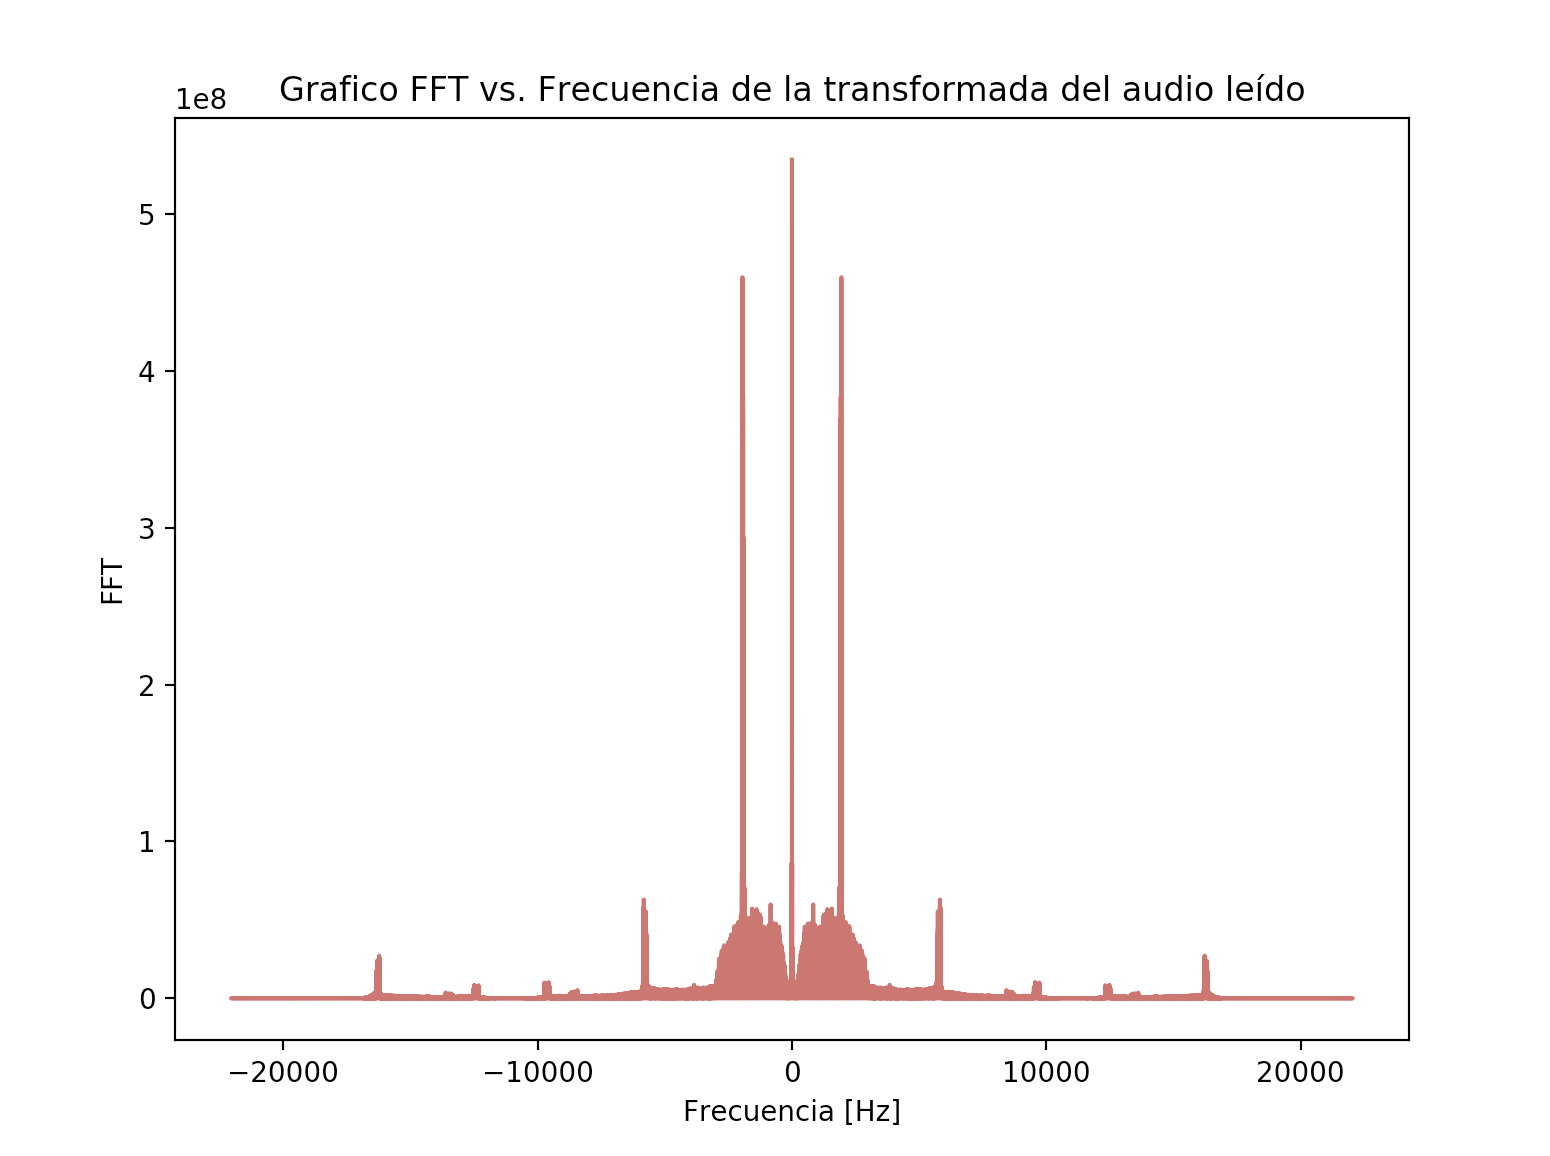 Grafico FFT vs. Frecuencia de la transformada del audio leído
1e8
5
4
3
2
1
0
FFT
−20000
−10000
0
10000
20000
Frecuencia [Hz]